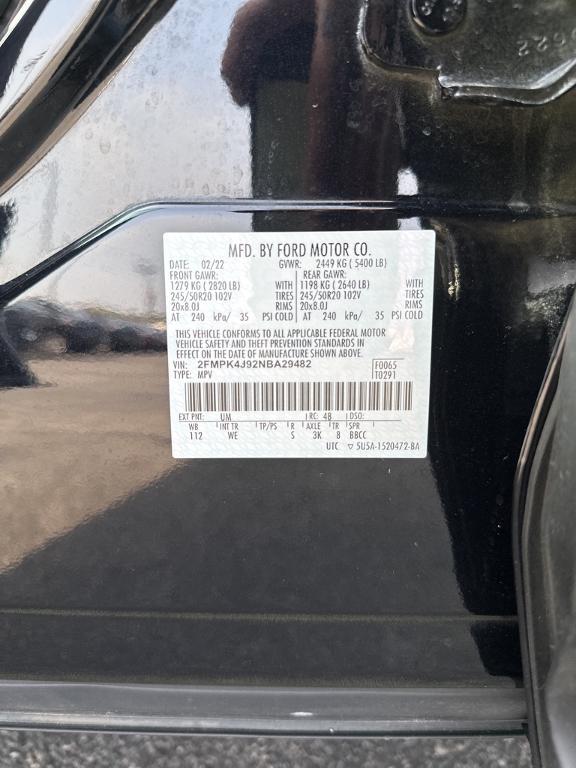 0622
MFD. BY FORD MOTOR CO.
DATE: 02/22 GVWR: 2449 KG ( 5400 LB)
FRONT GAWR: REAR GAWR:
1279 KG ( 2820 LB) WITH 1198 KG ( 2640 LB) WITH
245/50R20 102V TIRES 245/50R20 102V TIRES
20x8.0J RIMS 20x8.0J RIMS
AT 240 kPa/ 35 PSI COLD AT 240 kPa/ 35 PSI COLD
THIS VEHICLE CONFORMS TO ALL APPLICABLE FEDERAL MOTOR
VEHICLE SAFETY AND THEFT PREVENTION STANDARDS IN
EFFECT ON THE DATE OF MANUFACTURE SHOWN ABOVE.
VIN: 2FMPK4J92NBA29482 F0065
TYPE: MPV T0291
EXT PNT: UM RC: 48 DSO:
WB INT TR TP/PS R AXLE TR SPR
112 WE S 3K 8 BBCC
UTC ▽ 5U5A-1520472-BA